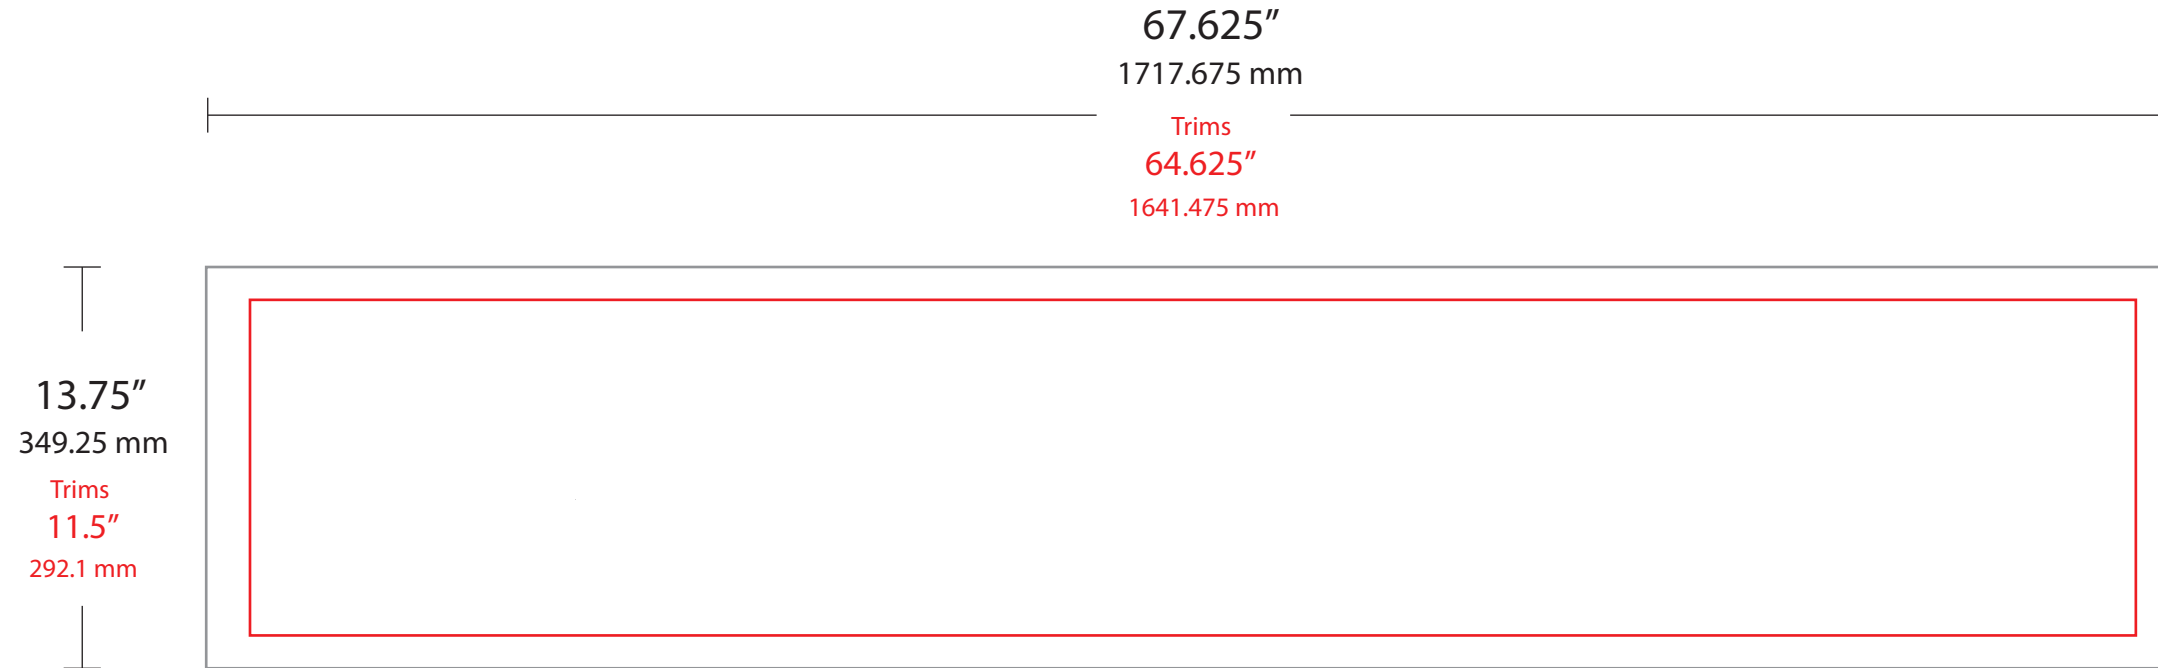 67.625″
1717.675 mm
Trims
64.625″
1641.475 mm
13.75″
349.25 mm
Trims
11.5″
292.1 mm